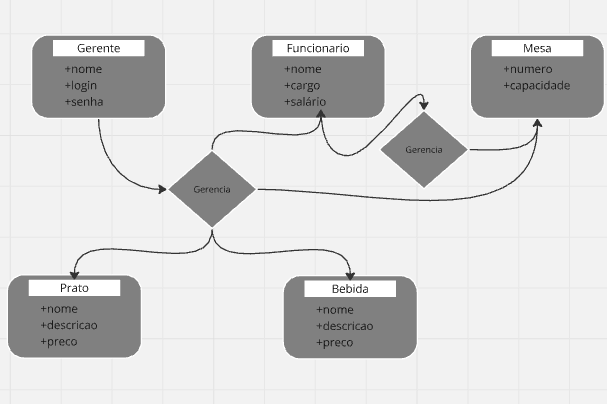 Gerente
+nome
+login
+senha
Funcionario
+nome
+cargo
+salário
Mesa
+numero
+capacidade
Gerencia
Gerencia
Prato
+nome
+descricao
+preco
Bebida
+nome
+descricao
+preco